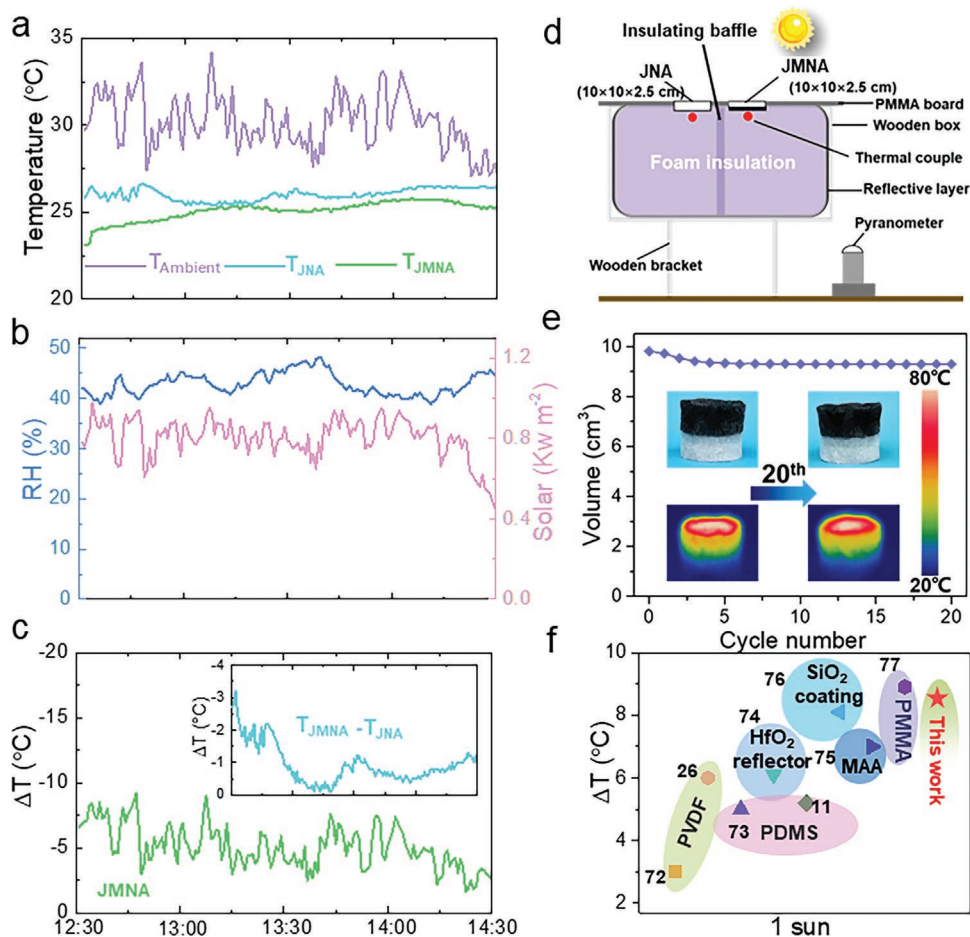 a
35
30
25
20
Temperature (°C)
T_Ambient
T_JNA
T_JMNA
b
50
40
30
20
10
0
RH (%)
1.2
0.8
0.4
0.0
Solar (Kw m⁻²)
c
-20
-15
-10
-5
0
ΔT (°C)
-4
-3
-2
-1
0
ΔT (°C)
T_JMNA -T_JNA
JMNA
12:30
13:00
13:30
14:00
14:30
d
Insulating baffle
JNA
(10×10×2.5 cm)
JMNA
(10×10×2.5 cm)
PMMA board
Wooden box
Thermal couple
Foam insulation
Reflective layer
Pyranometer
Wooden bracket
e
10
8
6
4
2
0
Volume (cm³)
20th
80℃
20℃
0
5
10
15
20
Cycle number
f
10
8
6
4
2
ΔT (°C)
76
SiO₂
coating
77
PMMA
This work
74
HfO₂
reflector
75
MAA
26
PVDF
72
73
11
PDMS
1 sun